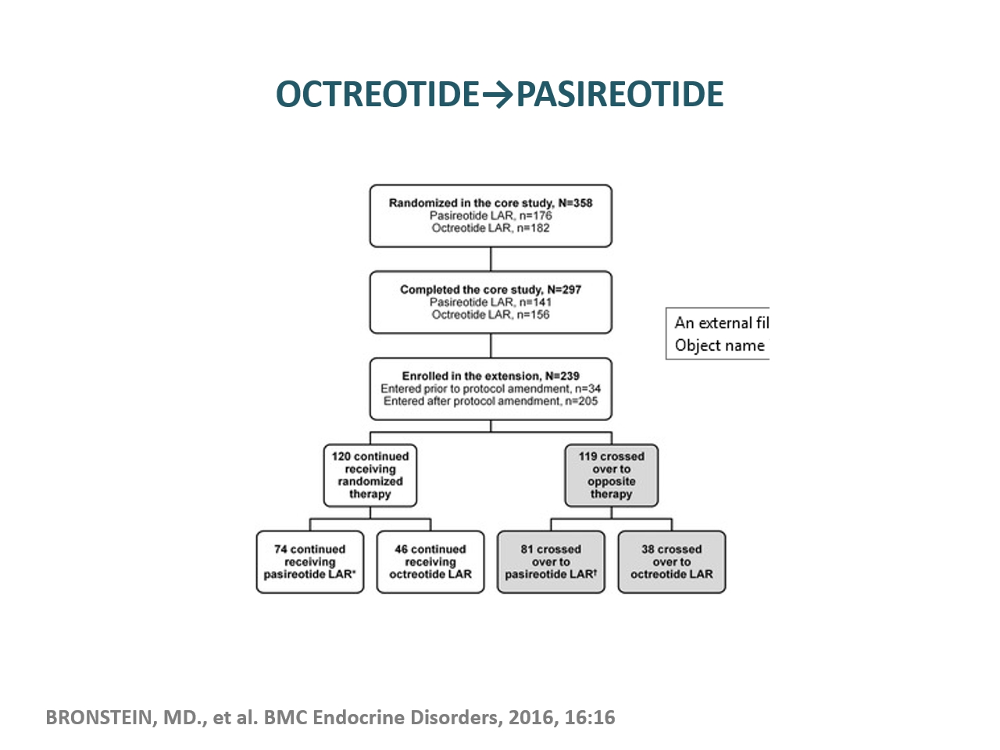 OCTREOTIDE→PASIREOTIDE
Randomized in the core study, N=358
Pasireotide LAR, n=176
Octreotide LAR, n=182
Completed the core study, N=297
Pasireotide LAR, n=141
Octreotide LAR, n=156
An external fil
Object name
Enrolled in the extension, N=239
Entered prior to protocol amendment, n=34
Entered after protocol amendment, n=205
120 continued
receiving
randomized
therapy
119 crossed
over to
opposite
therapy
74 continued
receiving
pasireotide LAR*
46 continued
receiving
octreotide LAR
81 crossed
over to
pasireotide LAR†
38 crossed
over to
octreotide LAR
BRONSTEIN, MD., et al. BMC Endocrine Disorders, 2016, 16:16